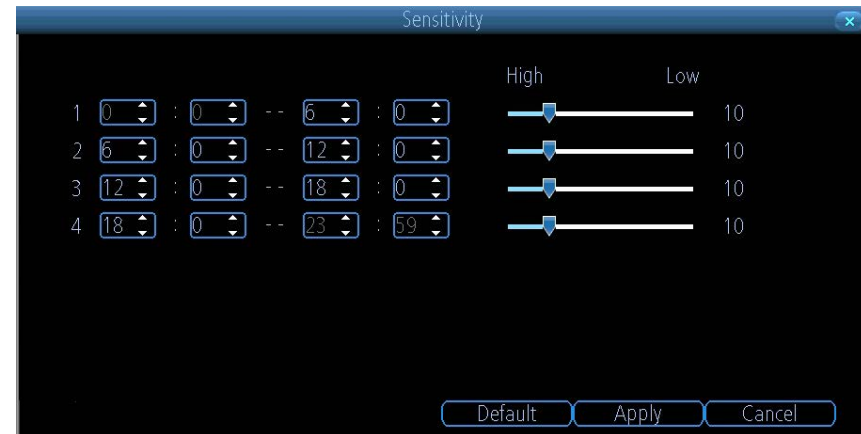 Sensitivity
High Low
1 0 : 0 -- 6 : 0 10
2 6 : 0 -- 12 : 0 10
3 12 : 0 -- 18 : 0 10
4 18 : 0 -- 23 : 59 10
Default Apply Cancel